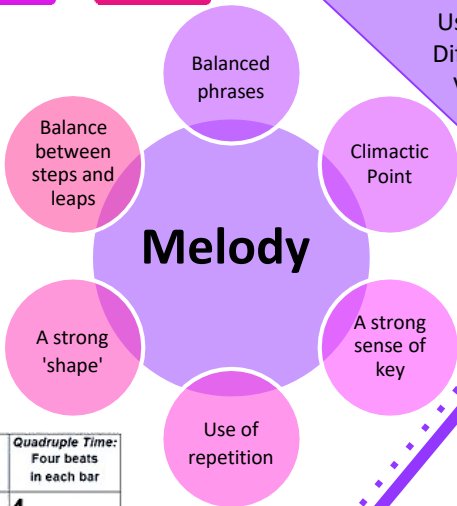 Balanced
phrases
Climactic
Point
A strong
sense of
key
Use of
repetition
A strong
'shape'
Balance
between
steps and
leaps
Melody
Quadruple Time:
Four beats
in each bar